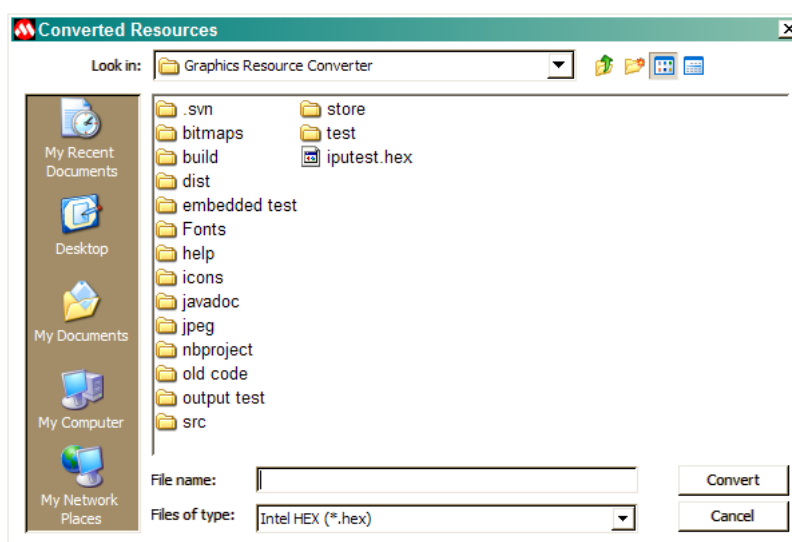 Converted Resources
Look in: Graphics Resource Converter
My Recent
Documents
Desktop
My Documents
My Computer
My Network
Places
.svn
bitmaps
build
dist
embedded test
Fonts
help
icons
javadoc
jpeg
nbproject
old code
output test
src
store
test
iputest.hex
File name:
Convert
Files of type: Intel HEX (*.hex)
Cancel